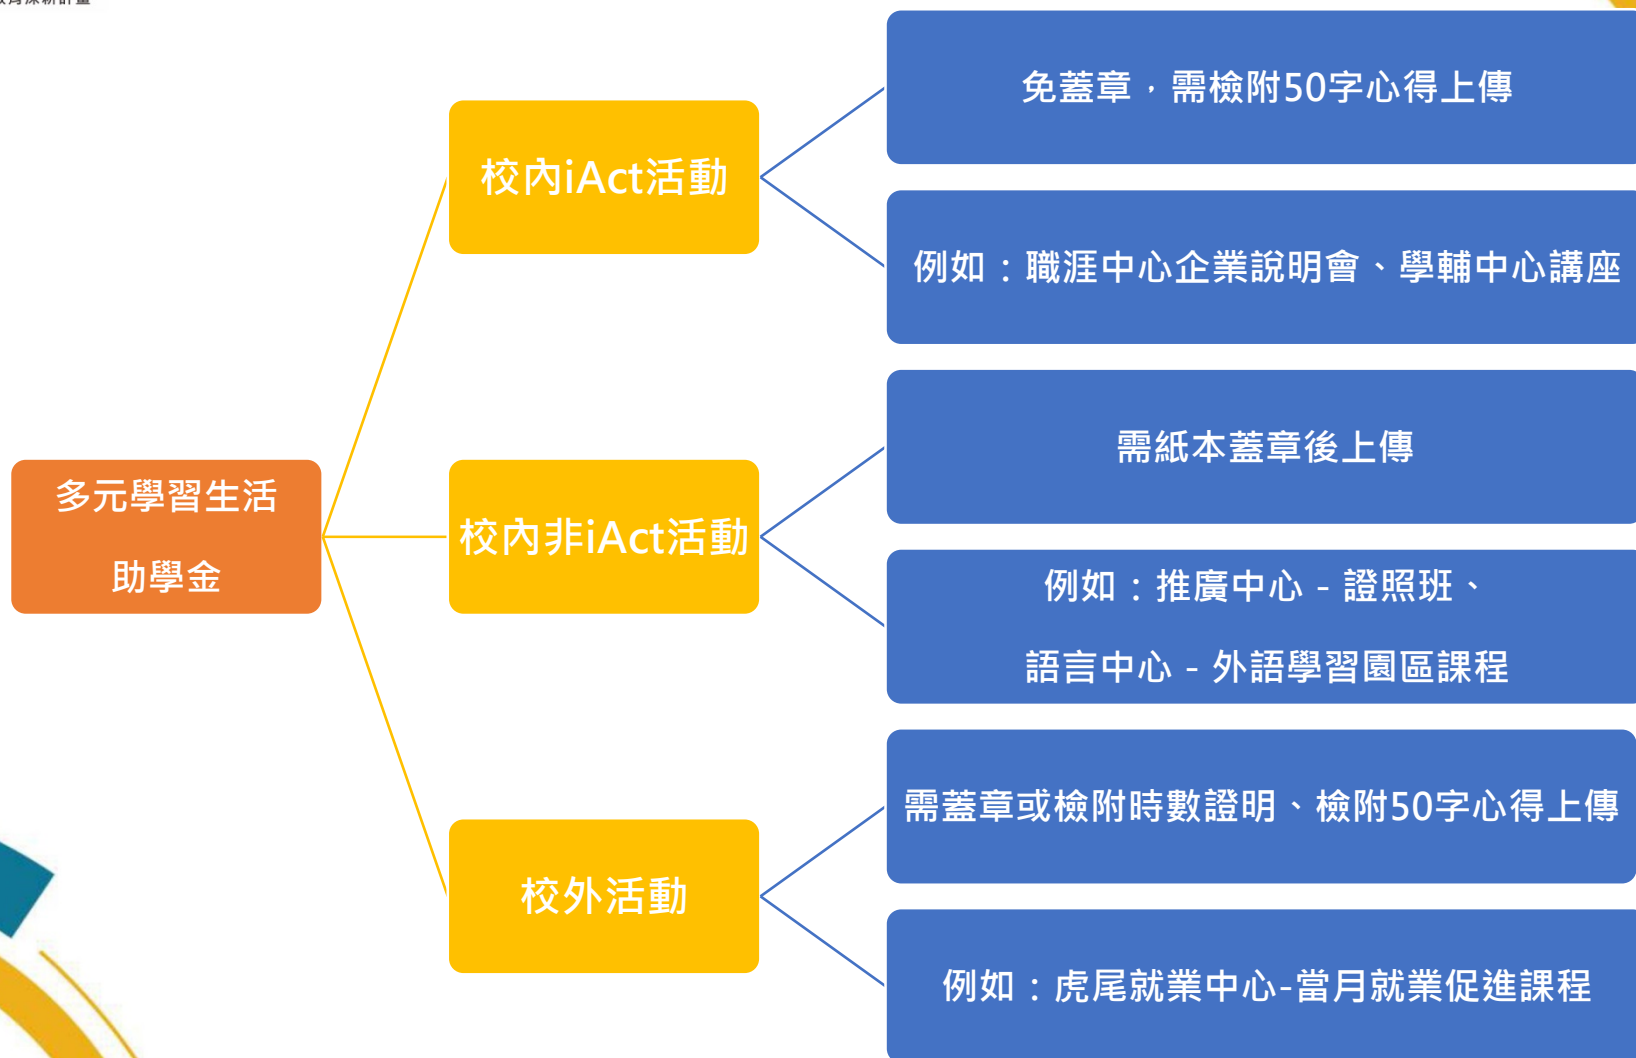 多元學習生活
助學金
校內iAct活動
免蓋章，需檢附50字心得上傳
例如：職涯中心企業說明會、學輔中心講座
校內非iAct活動
需紙本蓋章後上傳
例如：推廣中心 - 證照班、
語言中心 - 外語學習園區課程
校外活動
需蓋章或檢附時數證明、檢附50字心得上傳
例如：虎尾就業中心-當月就業促進課程